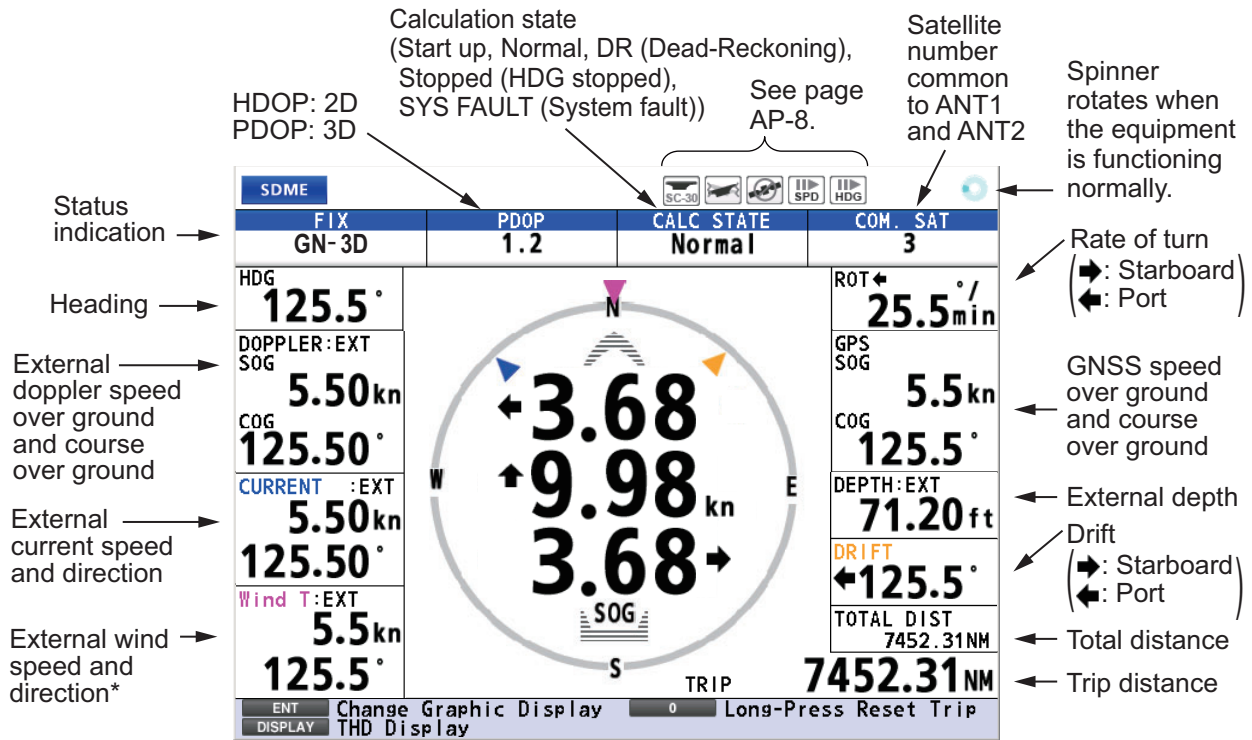 Calculation state
(Start up, Normal, DR (Dead-Reckoning),
Stopped (HDG stopped),
SYS FAULT (System fault))
HDOP: 2D
PDOP: 3D
See page
AP-8.
Satellite
number
common
to ANT1
and ANT2
Spinner
rotates when
the equipment
is functioning
normally.
Status
indication
Heading
External
doppler speed
over ground
and course
over ground
External
current speed
and direction
External wind
speed and
direction*
SDME
SC-30
SPD
HDG
FIX
GN-3D
PDOP
1.2
CALC STATE
Normal
COM. SAT
3
HDG
125.5°
DOPPLER:EXT
SOG
5.50kn
COG
125.50°
CURRENT :EXT
5.50kn
125.50°
Wind T:EXT
5.5kn
125.5°
N
W
E
S
3.68
9.98 kn
3.68
SOG
ROT
25.5°/min
GPS
SOG
5.5kn
COG
125.5°
DEPTH:EXT
71.20ft
DRIFT
125.5°
TOTAL DIST
7452.31NM
TRIP 7452.31NM
ENT Change Graphic Display 0 Long-Press Reset Trip
DISPLAY THD Display
Rate of turn
(➡: Starboard
⬅: Port)
GNSS speed
over ground
and course
over ground
External depth
Drift
(➡: Starboard
⬅: Port)
Total distance
Trip distance